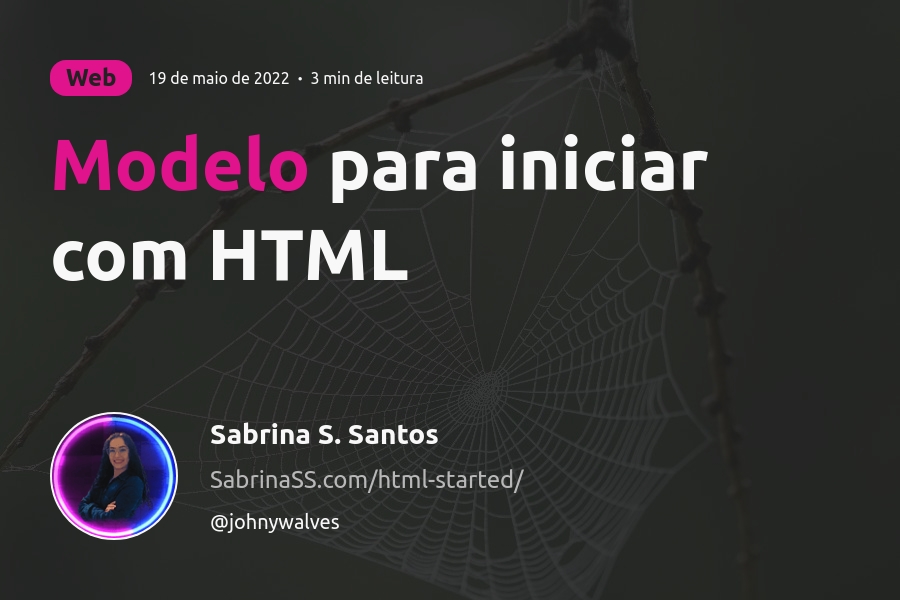 Web
19 de maio de 2022 • 3 min de leitura
Modelo para iniciar
com HTML
Sabrina S. Santos
SabrinaSS.com/html-started/
@johnywalves